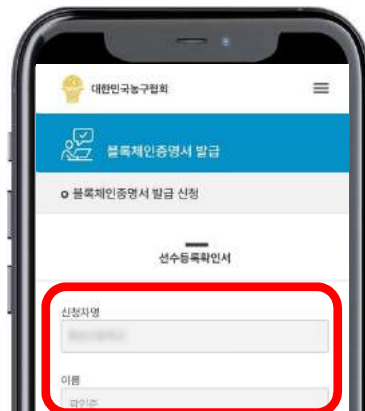 대한민국농구협회
블록체인증명서 발급
블록체인증명서 발급 신청
선수등록확인서
신청자명
이름